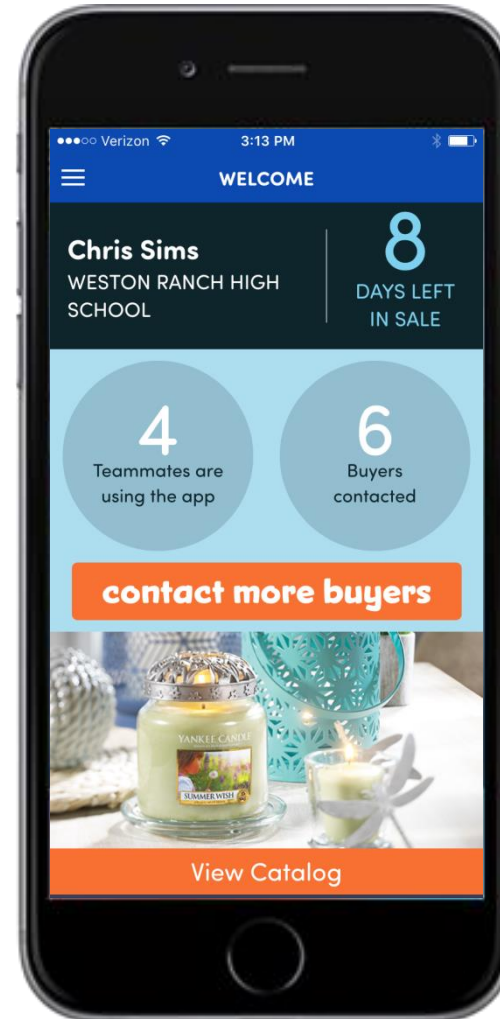 Verizon 3:13 PM
WELCOME
Chris Sims
WESTON RANCH HIGH
SCHOOL
8
DAYS LEFT
IN SALE
4
Teammates are
using the app
6
Buyers
contacted
contact more buyers
YANKEE CANDLE
SUMMER WISH
View Catalog